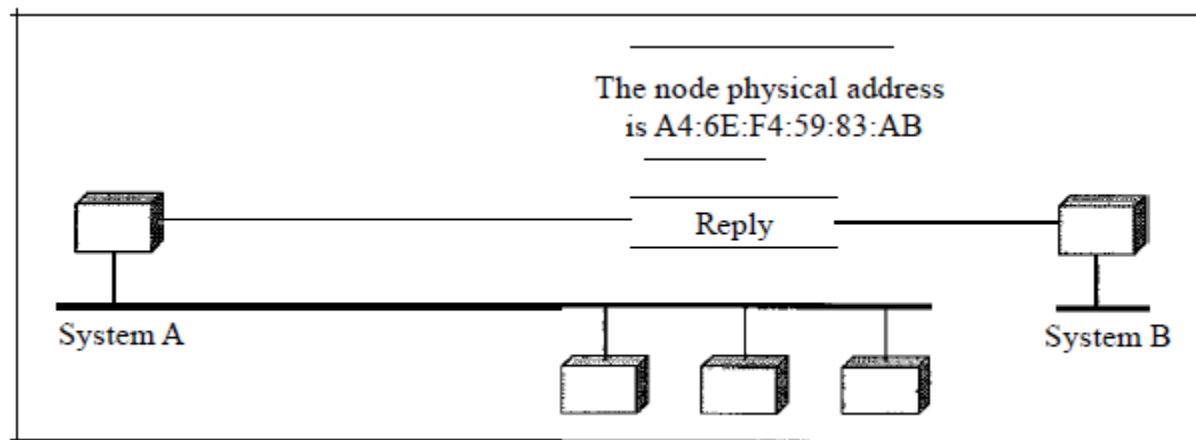 The node physical address
is A4:6E:F4:59:83:AB
Reply
System A
System B